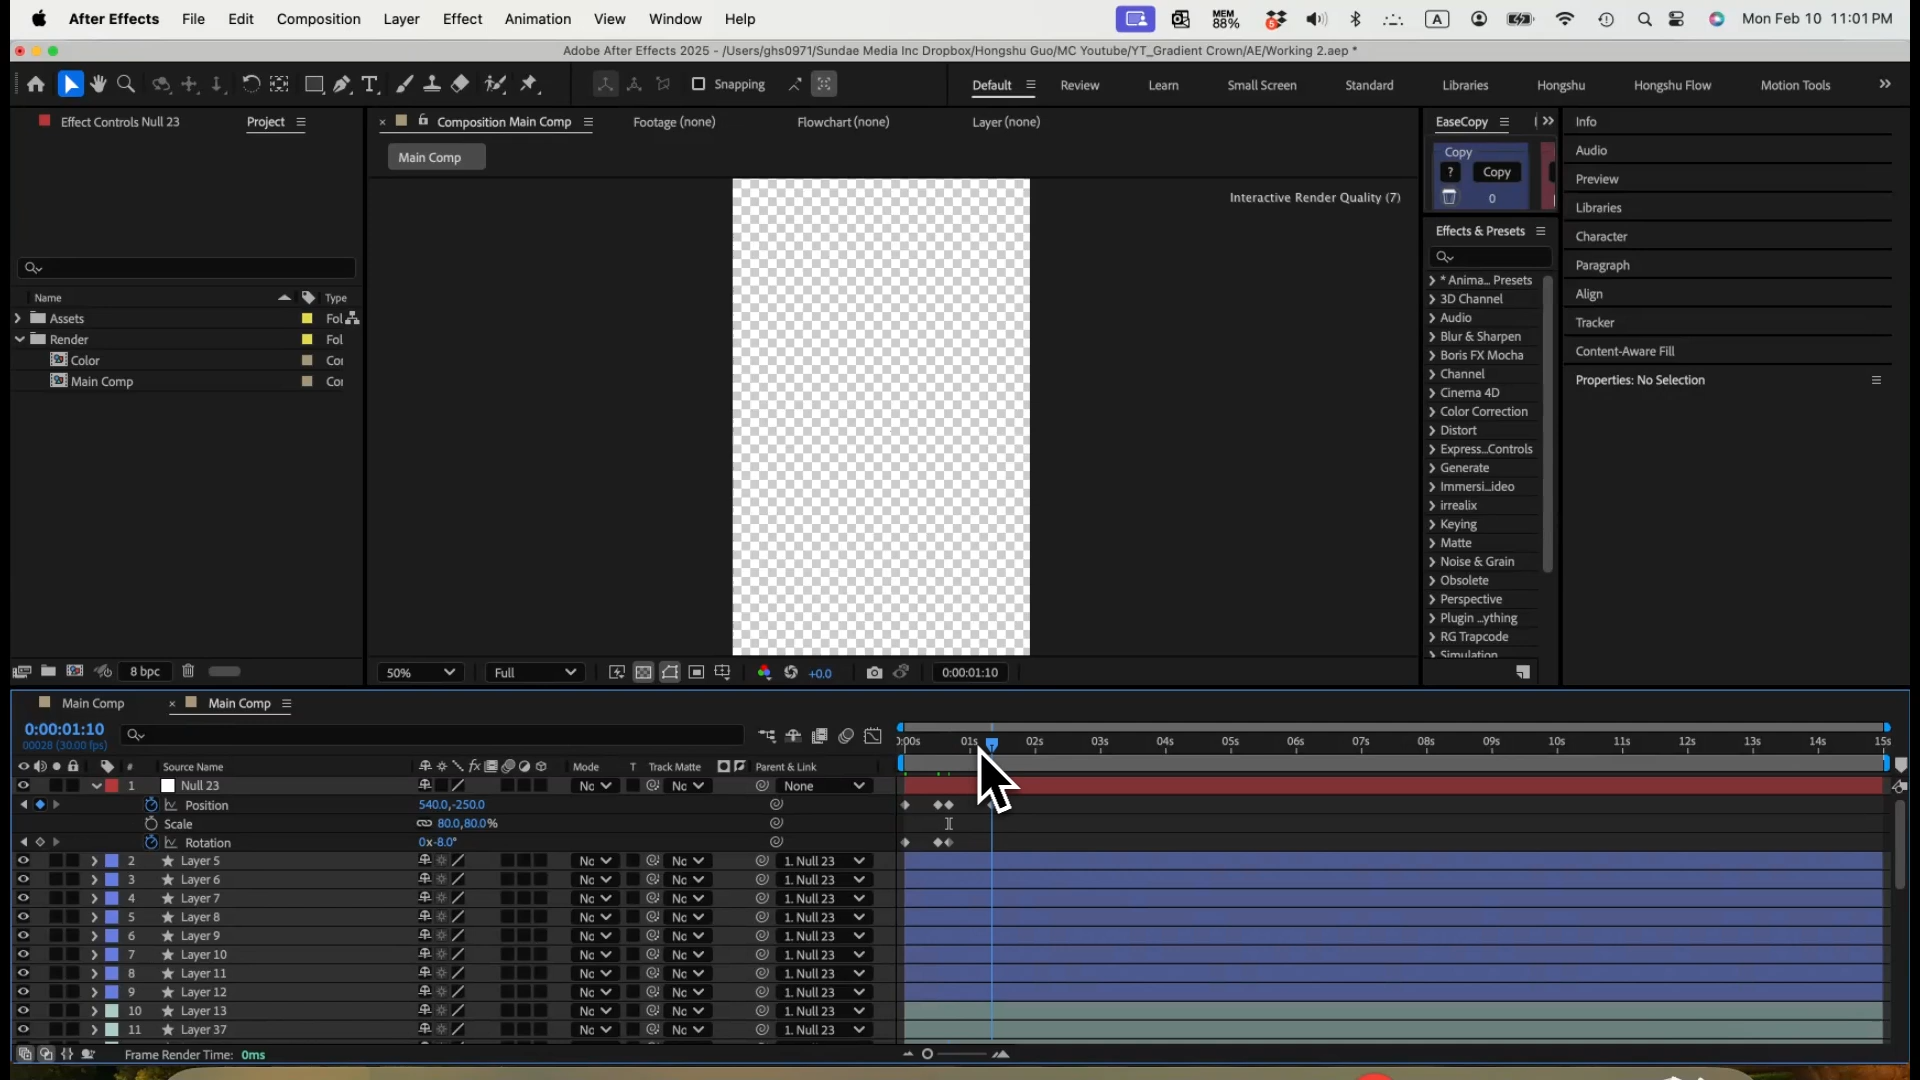 After Effects File Edit Composition Layer Effect Animation View Window Help MEM 88% 5 A Mon Feb 10 11:01 PM
Adobe After Effects 2025 - /Users/ghs0971/Sundae Media Inc Dropbox/Hongshu Guo/MC Youtube/YT_Gradient Crown/AE/Working 2.aep *
T Snapping Default Review Learn Small Screen Standard Libraries Hongshu Hongshu Flow Motion Tools
Effect Controls Null 23 Project
Composition Main Comp Footage (none) Flowchart (none) Layer (none)
Main Comp
Interactive Render Quality (7)
Name Type
Assets Fol
Render Fol
Color Co
Main Comp Co
8 bpc
50% Full +0.0 0:00:01:10
EaseCopy
Copy
? Copy
0
Effects & Presets
* Anima... Presets
3D Channel
Audio
Blur & Sharpen
Boris FX Mocha
Channel
Cinema 4D
Color Correction
Distort
Express...Controls
Generate
Immersi...ideo
irrealix
Keying
Matte
Noise & Grain
Obsolete
Perspective
Plugin ...ything
RG Trapcode
Simulation
Info
Audio
Preview
Libraries
Character
Paragraph
Align
Tracker
Content-Aware Fill
Properties: No Selection
Main Comp Main Comp
0:00:01:10
00028 (30.00 fps)
:00s 01s 02s 03s 04s 05s 06s 07s 08s 09s 10s 11s 12s 13s 14s 15s
# Source Name fx Mode T Track Matte Parent & Link
1 Null 23 Nc Nc None
Position 540.0,-250.0
Scale 80.0,80.0%
Rotation 0x-8.0°
2 Layer 5 Nc Nc 1. Null 23
3 Layer 6 Nc Nc 1. Null 23
4 Layer 7 Nc Nc 1. Null 23
5 Layer 8 Nc Nc 1. Null 23
6 Layer 9 Nc Nc 1. Null 23
7 Layer 10 Nc Nc 1. Null 23
8 Layer 11 Nc Nc 1. Null 23
9 Layer 12 Nc Nc 1. Null 23
10 Layer 13 Nc Nc 1. Null 23
11 Layer 37 Nc Nc 1. Null 23
Frame Render Time: 0ms